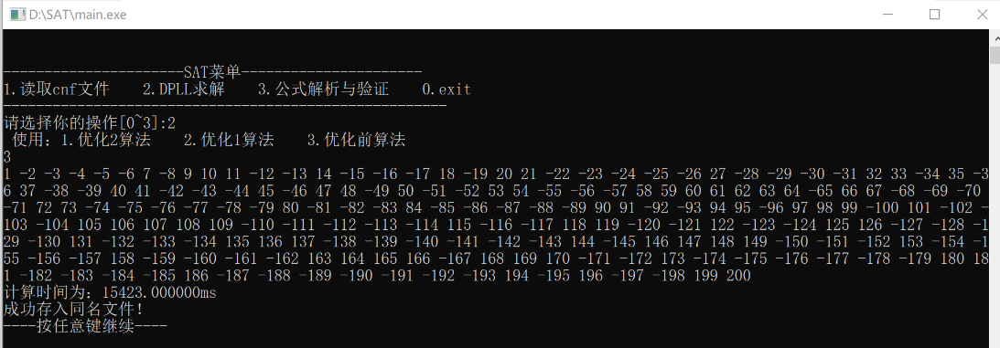 D:\SAT\main.exe
----------------------SAT菜单----------------------
1.读取cnf文件    2.DPLL求解    3.公式解析与验证    0.exit
------------------------------------------------------
请选择你的操作[0~3]:2
 使用：1.优化2算法    2.优化1算法    3.优化前算法
3
1 -2 -3 -4 -5 -6 7 -8 9 10 11 -12 -13 14 -15 -16 -17 18 -19 20 21 -22 -23 -24 -25 -26 27 -28 -29 -30 -31 32 33 -34 35 -3
6 37 -38 -39 40 41 -42 -43 -44 45 -46 47 48 -49 50 -51 -52 53 54 -55 -56 -57 58 59 60 61 62 63 64 -65 66 67 -68 -69 -70
-71 72 73 -74 -75 -76 -77 -78 -79 80 -81 -82 -83 84 -85 -86 -87 -88 -89 90 91 -92 -93 94 95 -96 97 98 99 -100 101 -102 -
103 -104 105 106 107 108 109 -110 -111 -112 -113 -114 115 -116 -117 118 119 -120 -121 122 -123 -124 125 126 -127 -128 -1
29 -130 131 -132 -133 -134 135 136 137 -138 -139 -140 -141 -142 -143 144 -145 146 147 148 149 -150 -151 -152 153 -154 -1
55 -156 -157 158 -159 -160 -161 -162 163 164 165 166 -167 168 169 170 -171 -172 173 -174 -175 -176 -177 -178 -179 180 18
1 -182 -183 -184 -185 186 -187 -188 -189 -190 -191 -192 -193 194 -195 196 -197 -198 199 200
计算时间为：15423.000000ms
成功存入同名文件！
----按任意键继续----